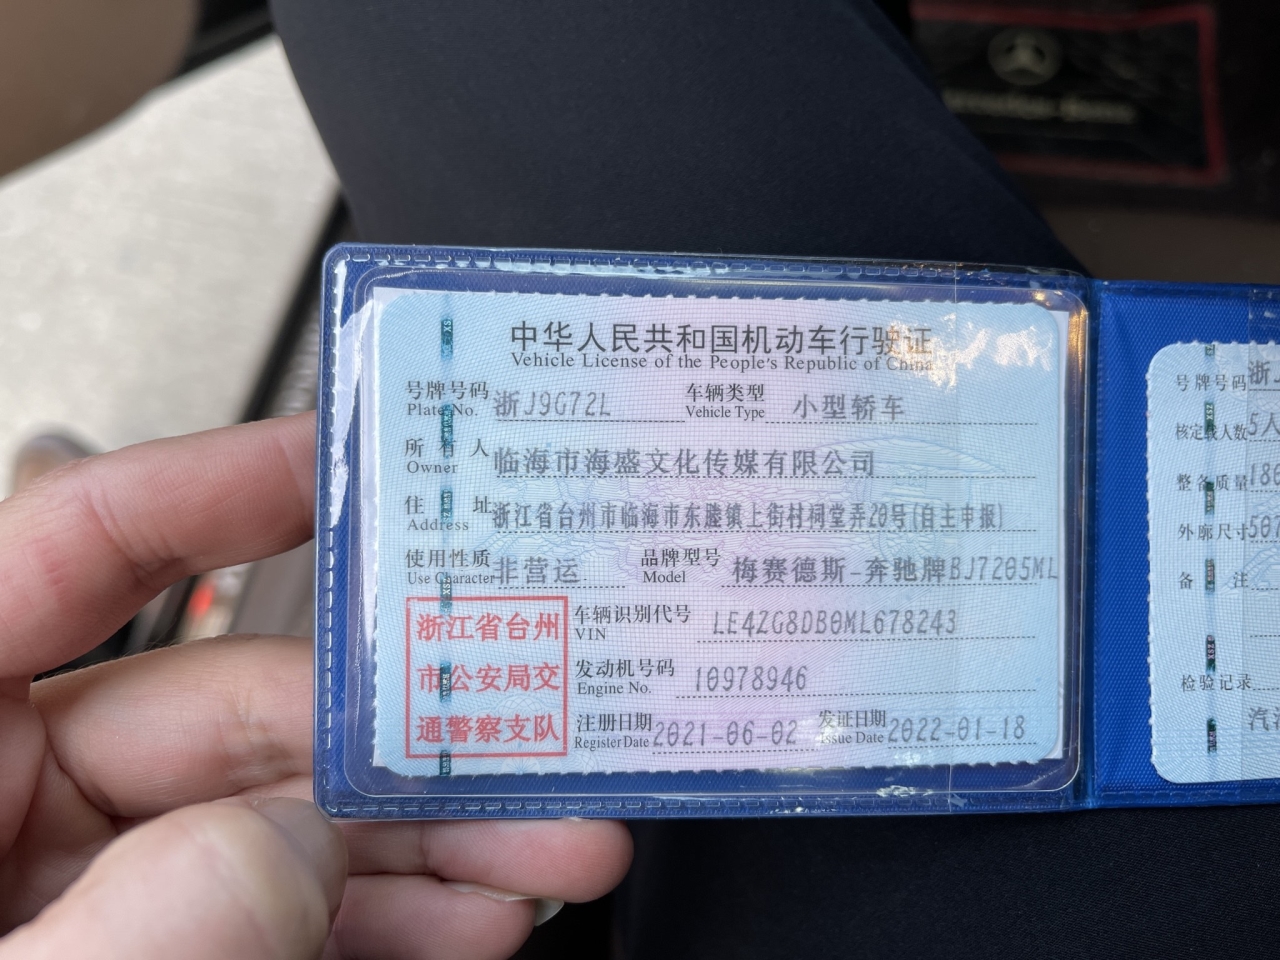 中华人民共和国机动车行驶证
Vehicle License of the People's Republic of China
号牌号码 浙J9G72L 车辆类型 小型轿车
Plate No. Vehicle Type
所有人 临海市海盛文化传媒有限公司
Owner
住址 浙江省台州市临海市东塍镇上街村祠堂弄20号(自主申报)
Address
使用性质 非营运 品牌型号 梅赛德斯-奔驰牌BJ7205ML
Use Character Model
浙江省台州
市公安局交
通警察支队
车辆识别代号 LE4ZG8DB0ML678243
VIN
发动机号码 10978946
Engine No.
注册日期 2021-06-02 发证日期 2022-01-18
Register Date Issue Date
号牌号码 浙J
核定载人数 5人
整备质量 186
外廓尺寸 507
备注
检验记录
汽